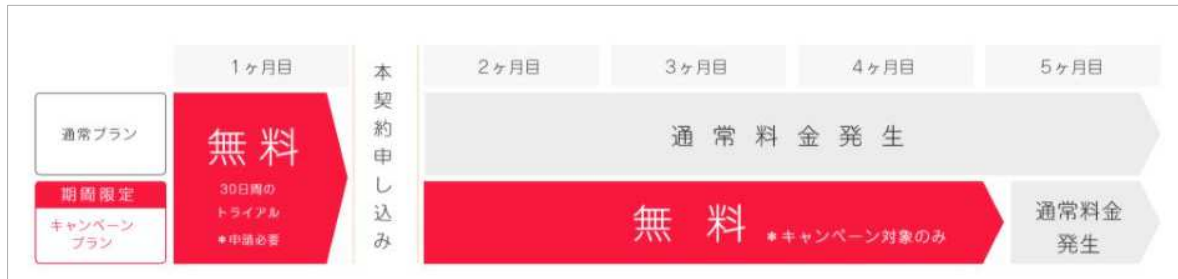 1ヶ月目
本契約申し込み
2ヶ月目
3ヶ月目
4ヶ月目
5ヶ月目
通常プラン
無料
30日間の
トライアル
*申請必要
通常料金発生
期間限定
キャンペーン
プラン
無料 *キャンペーン対象のみ
通常料金
発生